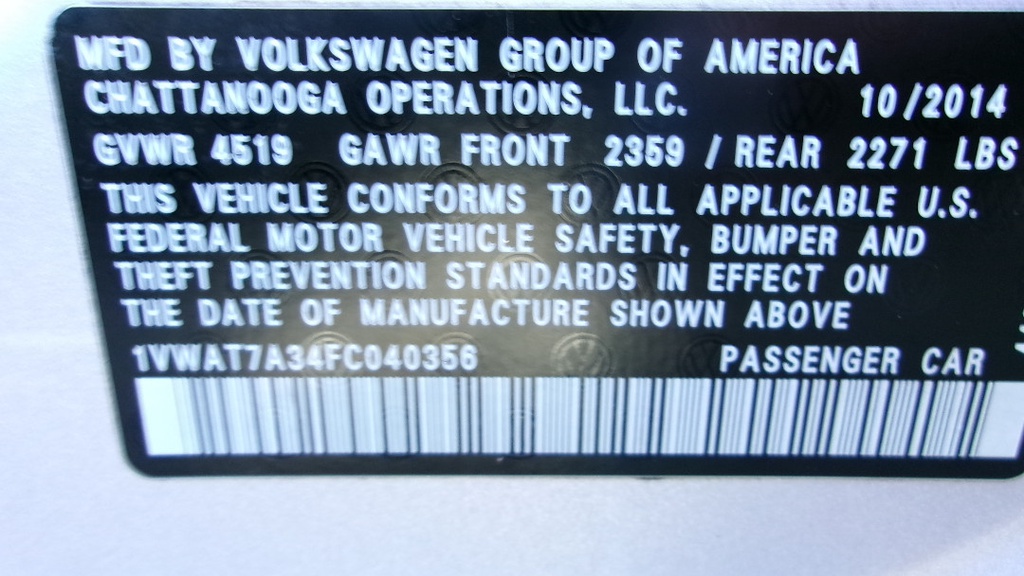 MFD BY VOLKSWAGEN GROUP OF AMERICA
CHATTANOOGA OPERATIONS, LLC. 10/2014
GVWR 4519 GAWR FRONT 2359 / REAR 2271 LBS
THIS VEHICLE CONFORMS TO ALL APPLICABLE U.S.
FEDERAL MOTOR VEHICLE SAFETY, BUMPER AND
THEFT PREVENTION STANDARDS IN EFFECT ON
THE DATE OF MANUFACTURE SHOWN ABOVE
1VWAT7A34FC040356 PASSENGER CAR